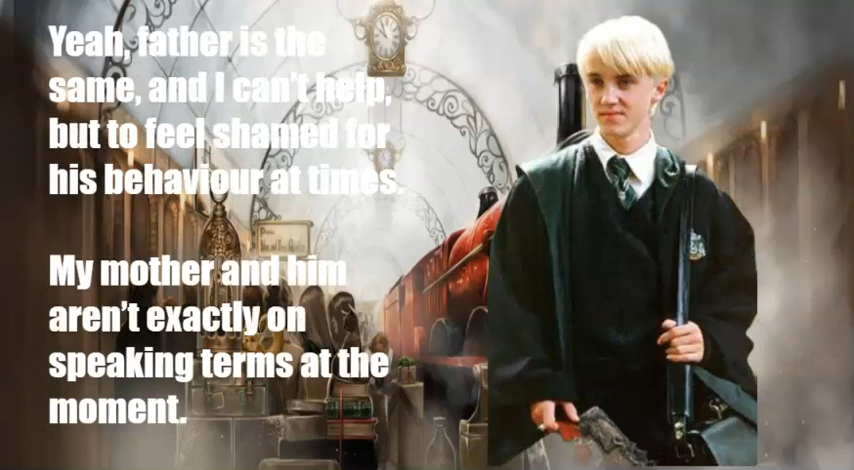 Yeah, father is the
same, and I can't help,
but to feel shamed for
his behaviour at times.
My mother and him
aren't exactly on
speaking terms at the
moment.